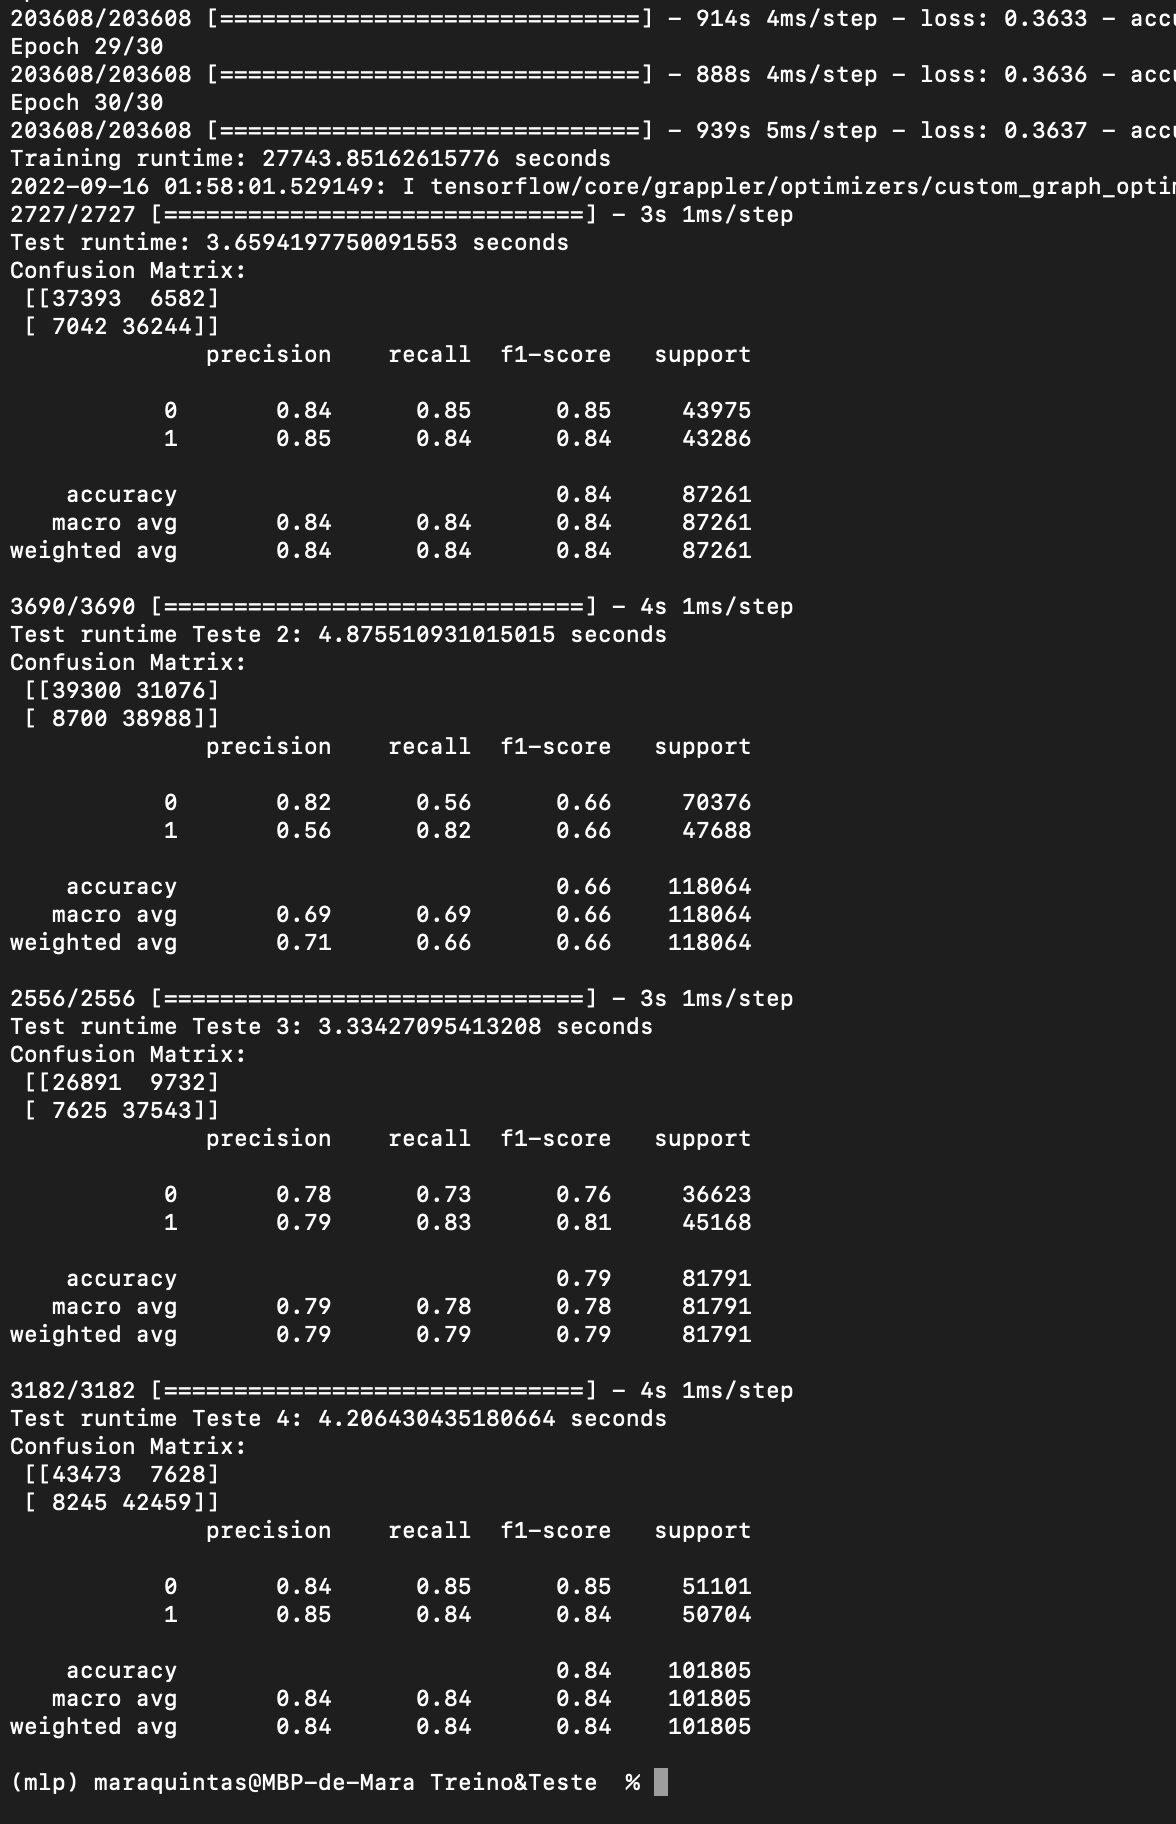 203608/203608 [==============================] - 914s 4ms/step - loss: 0.3633 - accu
Epoch 29/30
203608/203608 [==============================] - 888s 4ms/step - loss: 0.3636 - accu
Epoch 30/30
203608/203608 [==============================] - 939s 5ms/step - loss: 0.3637 - accu
Training runtime: 27743.85162615776 seconds
2022-09-16 01:58:01.529149: I tensorflow/core/grappler/optimizers/custom_graph_optim
2727/2727 [==============================] - 3s 1ms/step
Test runtime: 3.6594197750091553 seconds
Confusion Matrix:
[[37393  6582]
[ 7042 36244]]
precision    recall  f1-score   support
0       0.84      0.85      0.85     43975
1       0.85      0.84      0.84     43286
accuracy                           0.84     87261
macro avg       0.84      0.84      0.84     87261
weighted avg       0.84      0.84      0.84     87261
3690/3690 [==============================] - 4s 1ms/step
Test runtime Teste 2: 4.875510931015015 seconds
Confusion Matrix:
[[39300 31076]
[ 8700 38988]]
precision    recall  f1-score   support
0       0.82      0.56      0.66     70376
1       0.56      0.82      0.66     47688
accuracy                           0.66    118064
macro avg       0.69      0.69      0.66    118064
weighted avg       0.71      0.66      0.66    118064
2556/2556 [==============================] - 3s 1ms/step
Test runtime Teste 3: 3.33427095413208 seconds
Confusion Matrix:
[[26891  9732]
[ 7625 37543]]
precision    recall  f1-score   support
0       0.78      0.73      0.76     36623
1       0.79      0.83      0.81     45168
accuracy                           0.79     81791
macro avg       0.79      0.78      0.78     81791
weighted avg       0.79      0.79      0.79     81791
3182/3182 [==============================] - 4s 1ms/step
Test runtime Teste 4: 4.206430435180664 seconds
Confusion Matrix:
[[43473  7628]
[ 8245 42459]]
precision    recall  f1-score   support
0       0.84      0.85      0.85     51101
1       0.85      0.84      0.84     50704
accuracy                           0.84    101805
macro avg       0.84      0.84      0.84    101805
weighted avg       0.84      0.84      0.84    101805
(mlp) maraquintas@MBP-de-Mara Treino&Teste  %